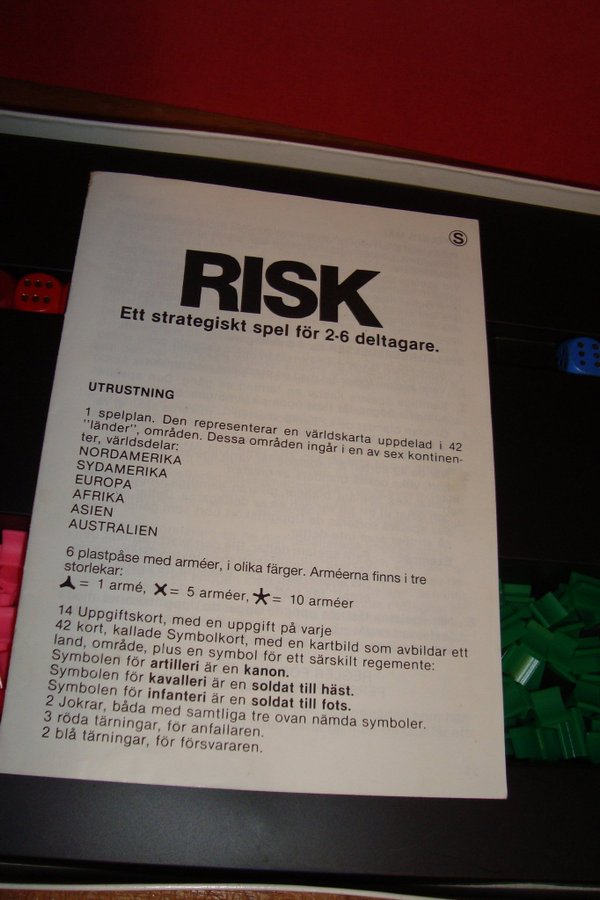 S
RISK
Ett strategiskt spel för 2-6 deltagare.
UTRUSTNING
1 spelplan. Den representerar en världskarta uppdelad i 42
"länder", områden. Dessa områden ingår i en av sex kontinen-
ter, världsdelar:
NORDAMERIKA
SYDAMERIKA
EUROPA
AFRIKA
ASIEN
AUSTRALIEN
6 plastpåse med arméer, i olika färger. Arméerna finns i tre
storlekar:
= 1 armé, = 5 arméer, = 10 arméer
14 Uppgiftskort, med en uppgift på varje
42 kort, kallade Symbolkort, med en kartbild som avbildar ett
land, område, plus en symbol för ett särskilt regemente:
Symbolen för artilleri är en kanon.
Symbolen för kavalleri är en soldat till häst.
Symbolen för infanteri är en soldat till fots.
2 Jokrar, båda med samtliga tre ovan nämda symboler.
3 röda tärningar, för anfallaren.
2 blå tärningar, för försvararen.